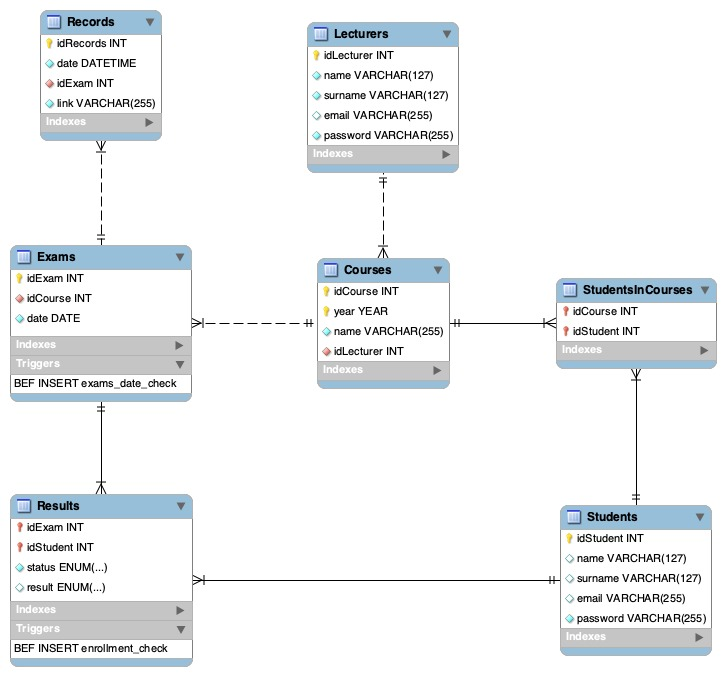 Records
idRecords INT
date DATETIME
idExam INT
link VARCHAR(255)
Indexes
Lecturers
idLecturer INT
name VARCHAR(127)
surname VARCHAR(127)
email VARCHAR(255)
password VARCHAR(255)
Indexes
Exams
idExam INT
idCourse INT
date DATE
Indexes
Triggers
BEF INSERT exams_date_check
Courses
idCourse INT
year YEAR
name VARCHAR(255)
idLecturer INT
Indexes
StudentsInCourses
idCourse INT
idStudent INT
Indexes
Results
idExam INT
idStudent INT
status ENUM(...)
result ENUM(...)
Indexes
Triggers
BEF INSERT enrollment_check
Students
idStudent INT
name VARCHAR(127)
surname VARCHAR(127)
email VARCHAR(255)
password VARCHAR(255)
Indexes